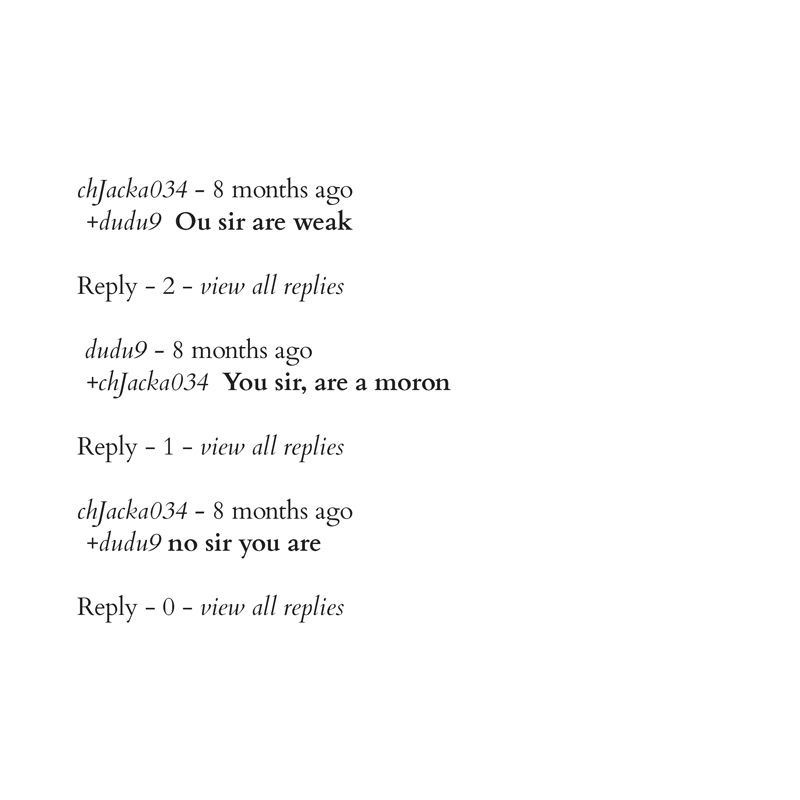 chJacka034 - 8 months ago
+dudu9 Ou sir are weak
Reply - 2 - view all replies
dudu9 - 8 months ago
+chJacka034 You sir, are a moron
Reply - 1 - view all replies
chJacka034 - 8 months ago
+dudu9 no sir you are
Reply - 0 - view all replies